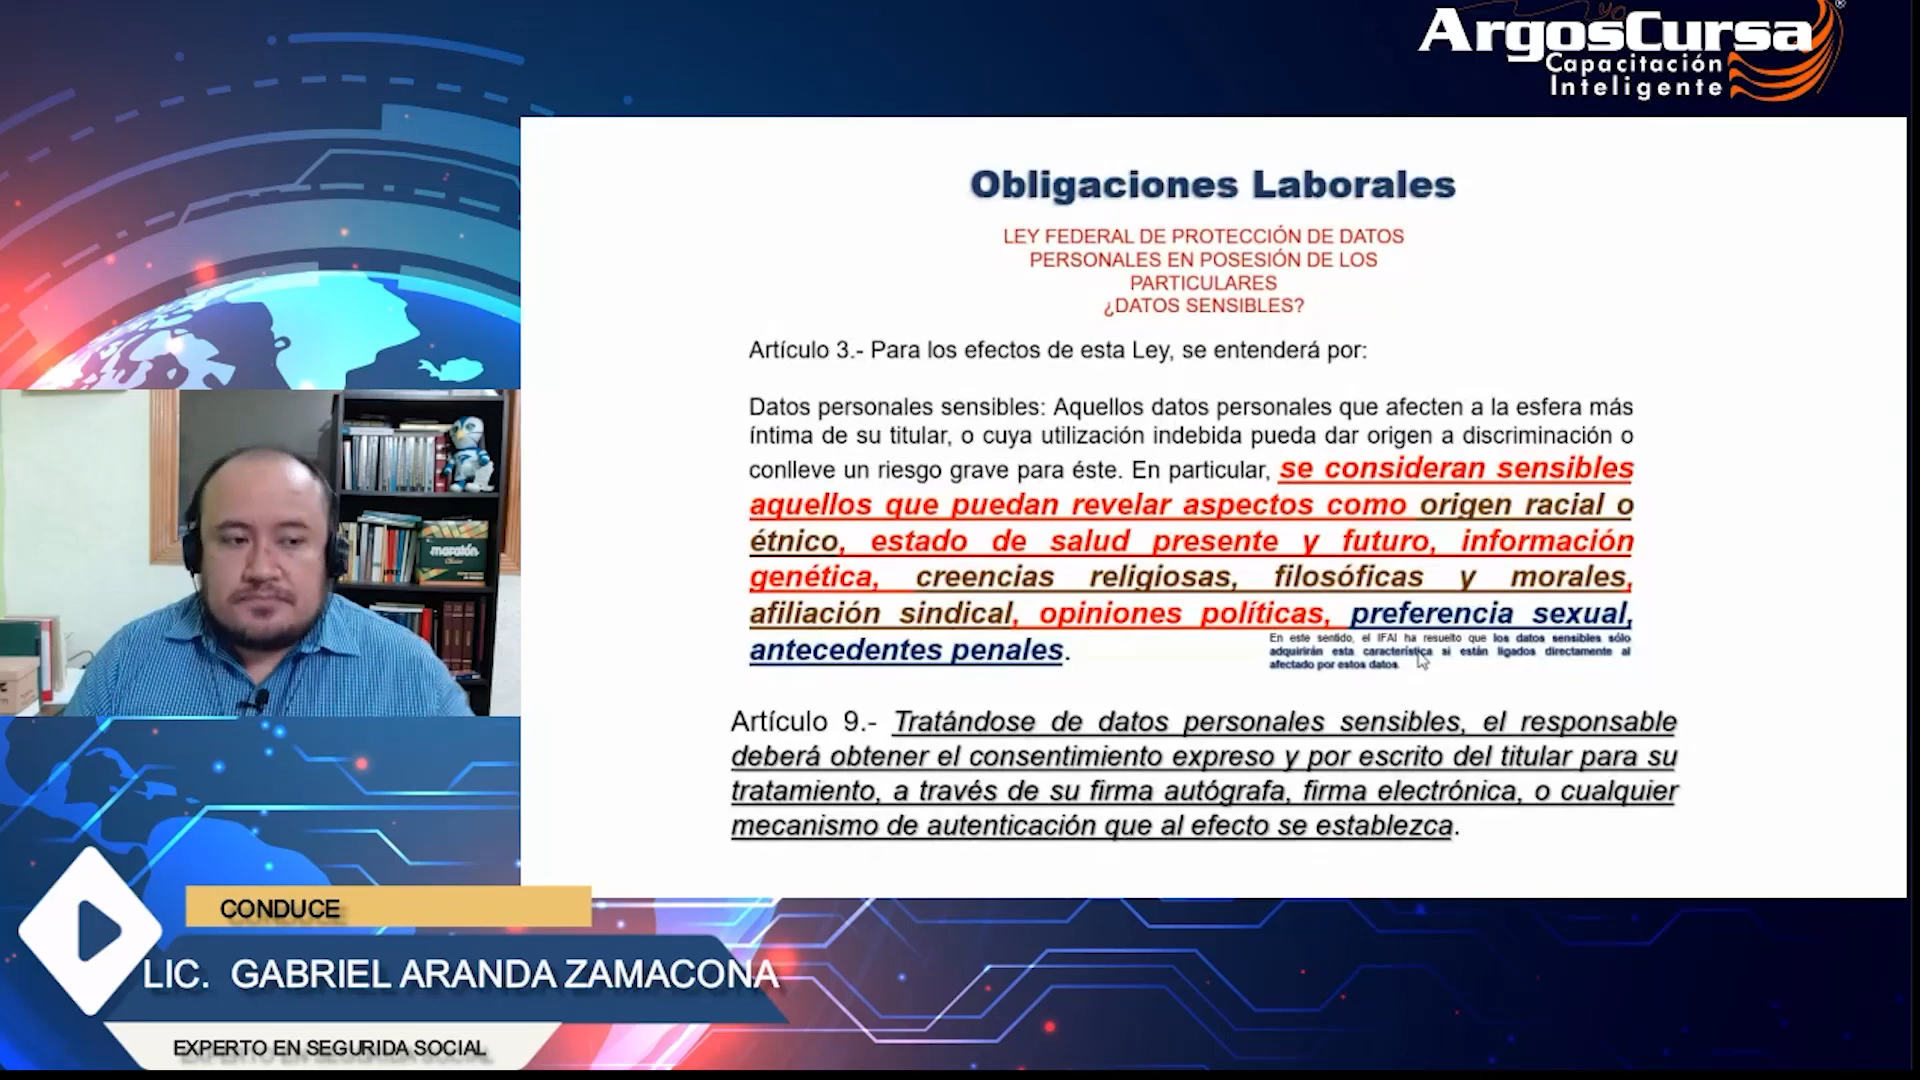 ArgosCursa
Capacitación
Inteligente
Obligaciones Laborales
LEY FEDERAL DE PROTECCIÓN DE DATOS
PERSONALES EN POSESIÓN DE LOS
PARTICULARES
¿DATOS SENSIBLES?
Artículo 3.- Para los efectos de esta Ley, se entenderá por:
Datos personales sensibles: Aquellos datos personales que afecten a la esfera más
íntima de su titular, o cuya utilización indebida pueda dar origen a discriminación o
conlleve un riesgo grave para éste. En particular, se consideran sensibles
aquellos que puedan revelar aspectos como origen racial o
étnico, estado de salud presente y futuro, información
genética, creencias religiosas, filosóficas y morales,
afiliación sindical, opiniones políticas, preferencia sexual,
antecedentes penales.
En este sentido, el IFAI ha resuelto que los datos sensibles sólo
adquirirán esta característica si están ligados directamente al
afectado por estos datos.
Artículo 9.- Tratándose de datos personales sensibles, el responsable
deberá obtener el consentimiento expreso y por escrito del titular para su
tratamiento, a través de su firma autógrafa, firma electrónica, o cualquier
mecanismo de autenticación que al efecto se establezca.
maratón
CONDUCE
LIC. GABRIEL ARANDA ZAMACONA
EXPERTO EN SEGURIDA SOCIAL